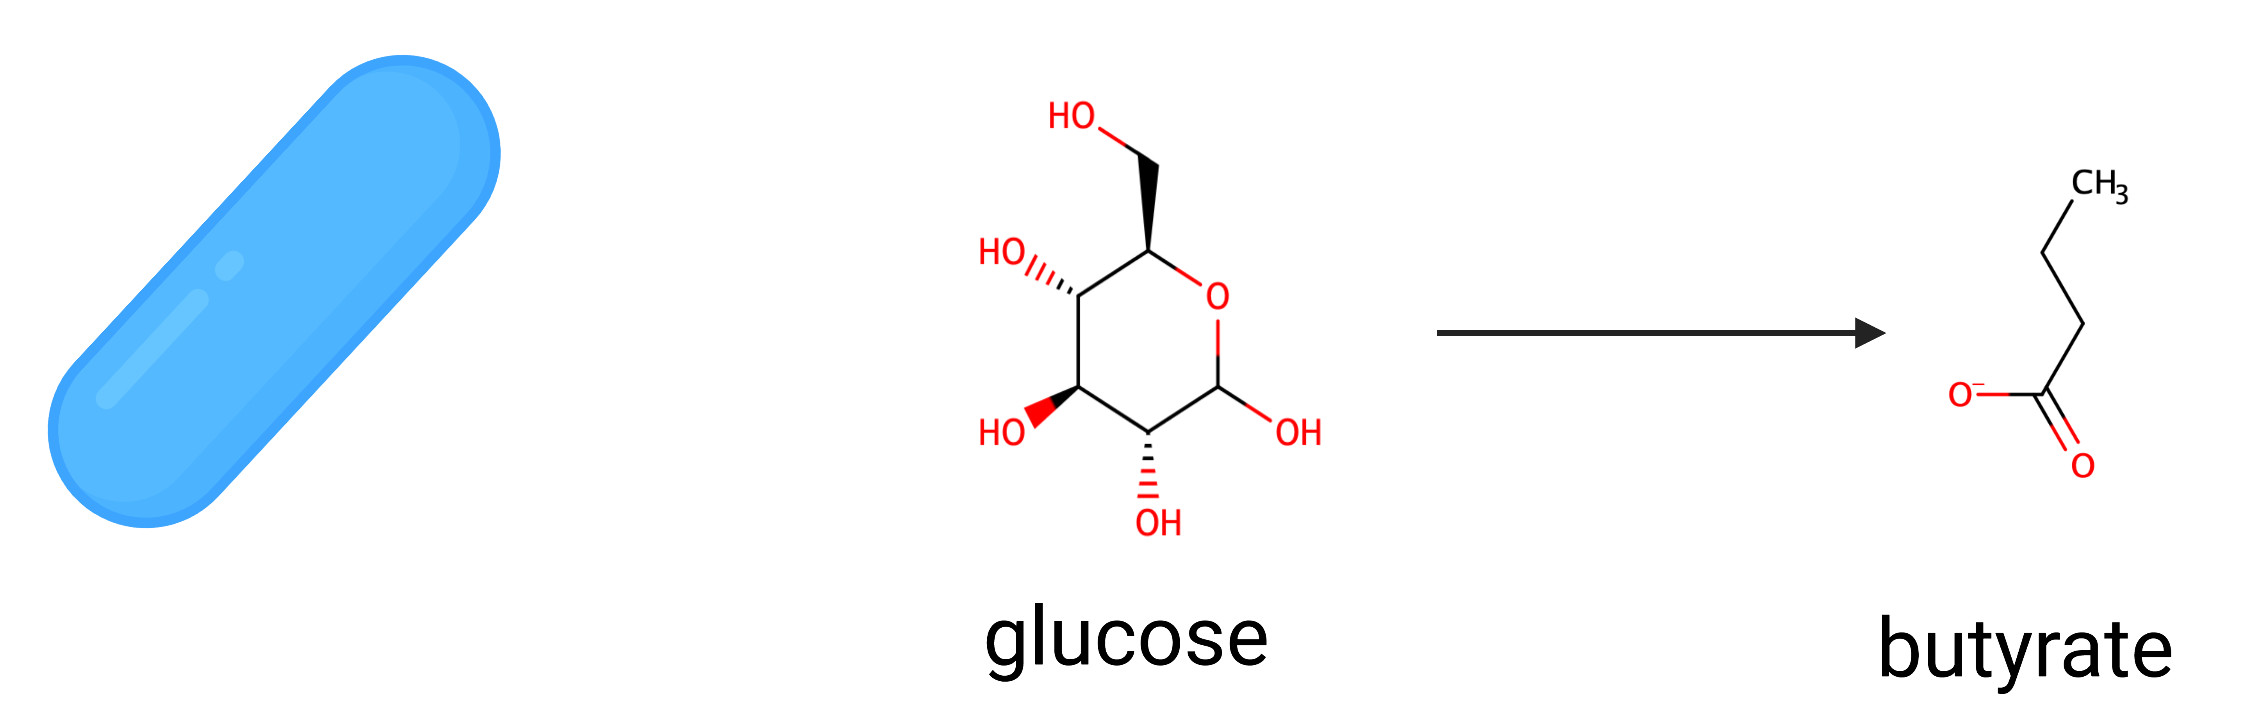 HO
CH₃
HO
O
O⁻
HO
OH
O
OH
glucose
butyrate